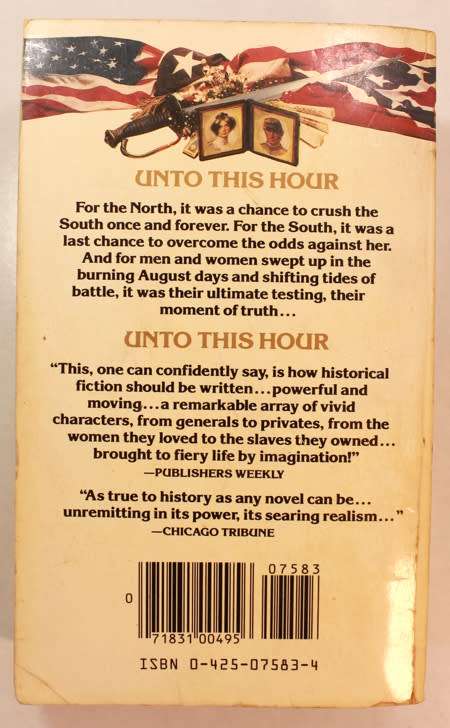 UNTO THIS HOUR
For the North, it was a chance to crush the
South once and forever. For the South, it was a
last chance to overcome the odds against her.
And for men and women swept up in the
burning August days and shifting tides of
battle, it was their ultimate testing, their
moment of truth...
UNTO THIS HOUR
“This, one can confidently say, is how historical
fiction should be written...powerful and
moving...a remarkable array of vivid
characters, from generals to privates, from the
women they loved to the slaves they owned...
brought to fiery life by imagination!”
—PUBLISHERS WEEKLY
“As true to history as any novel can be...
unremitting in its power, its searing realism...”
—CHICAGO TRIBUNE
07583
0
71831 00495
ISBN 0-425-07583-4